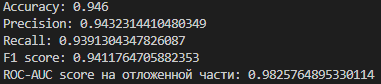 Accuracy: 0.946
Precision: 0.9432314410480349
Recall: 0.9391304347826087
F1 score: 0.9411764705882353
ROC-AUC score на отложенной части: 0.9825764895330114